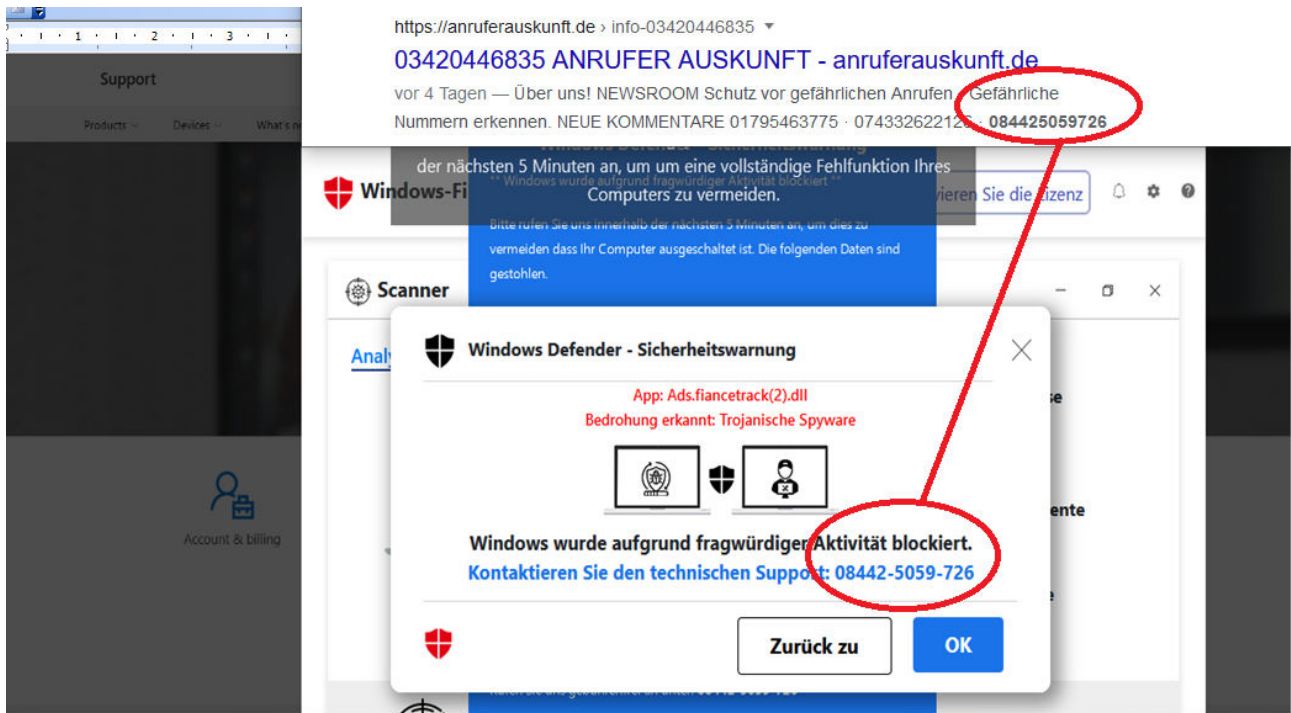 1 2 3
Support
Products Devices What's ne
https://anruferauskunft.de › info-03420446835
03420446835 ANRUFER AUSKUNFT - anruferauskunft.de
vor 4 Tagen — Über uns! NEWSROOM Schutz vor gefährlichen Anrufen · Gefährliche
Nummern erkennen. NEUE KOMMENTARE 01795463775 · 074332622126 · 084425059726
der nächsten 5 Minuten an, um um eine vollständige Fehlfunktion Ihres
Computers zu vermeiden.
Windows-Fi
** Windows wurde aufgrund fragwürdiger Aktivität blockiert **
vieren Sie die Lizenz
Bitte rufen Sie uns innerhalb der nächsten 5 Minuten an, um dies zu
vermeiden dass Ihr Computer ausgeschaltet ist. Die folgenden Daten sind
gestohlen.
Scanner
Analy
Windows Defender - Sicherheitswarnung
App: Ads.fiancetrack(2).dll
Bedrohung erkannt: Trojanische Spyware
se
ente
Account & billing
Windows wurde aufgrund fragwürdiger Aktivität blockiert.
Kontaktieren Sie den technischen Support: 08442-5059-726
Zurück zu
OK